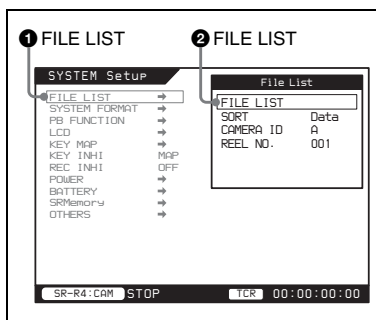 ❶ FILE LIST ❷ FILE LIST
SYSTEM Setup
FILE LIST →
SYSTEM FORMAT →
PB FUNCTION →
LCD →
KEY MAP →
KEY INHI MAP
REC INHI OFF
POWER →
BATTERY →
SRMemory →
OTHERS →
File List
FILE LIST
SORT Data
CAMERA ID A
REEL NO. 001
SR-R4:CAM STOP TCR 00:00:00:00